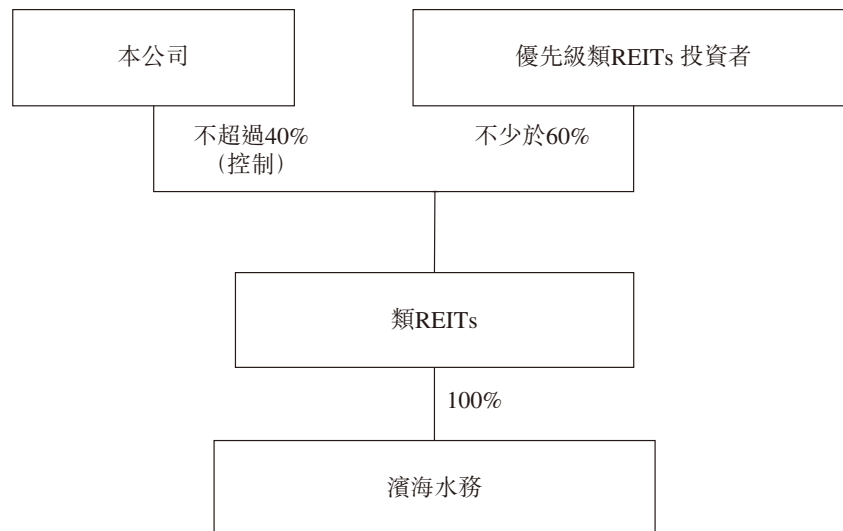 本公司
優先級類REITs 投資者
不超過40%
（控制）
不少於60%
類REITs
100%
濱海水務